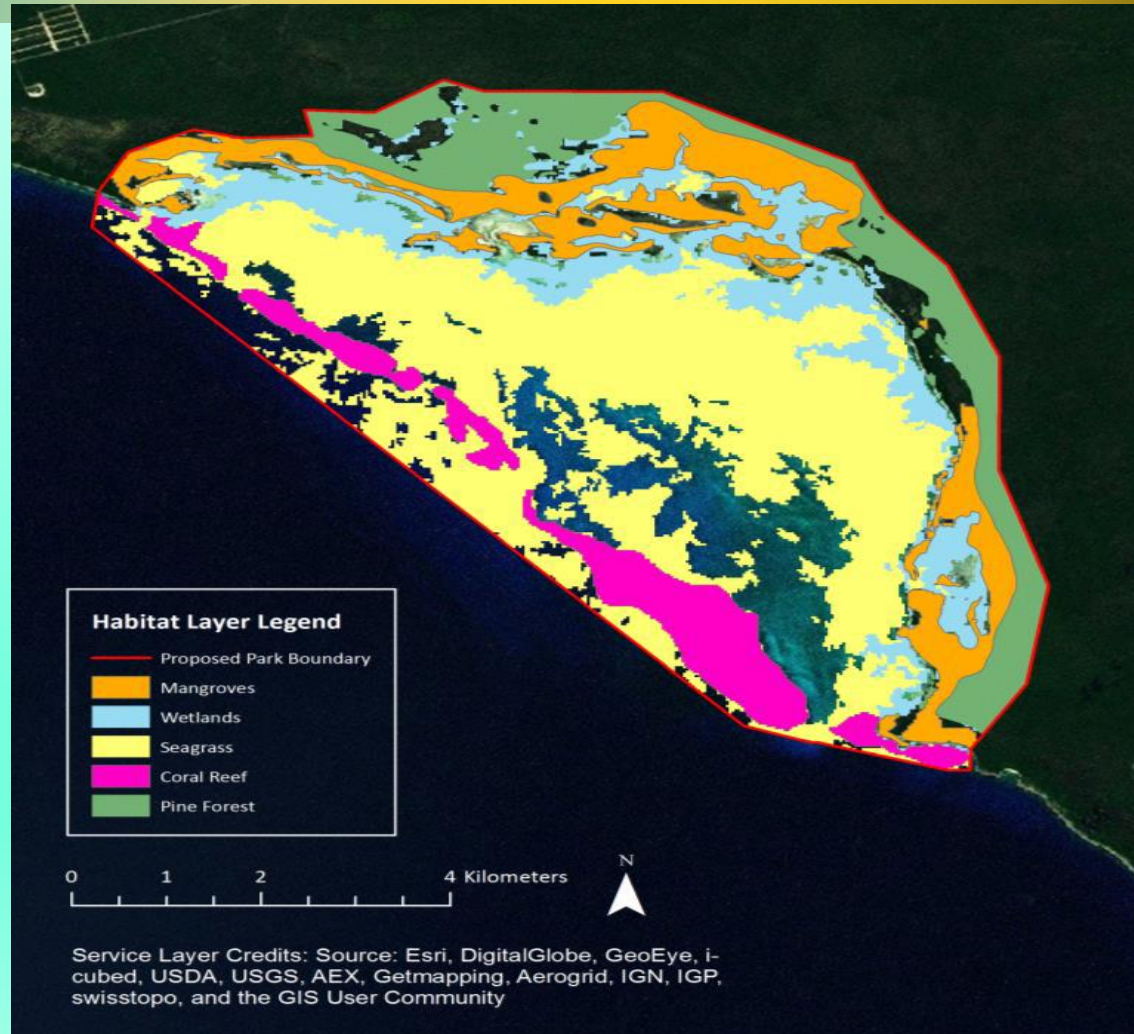 Habitat Layer Legend
Proposed Park Boundary
Mangroves
Wetlands
Seagrass
Coral Reef
Pine Forest
0 1 2 4 Kilometers
N
Service Layer Credits: Source: Esri, DigitalGlobe, GeoEye, i-
cubed, USDA, USGS, AEX, Getmapping, Aerogrid, IGN, IGP,
swisstopo, and the GIS User Community